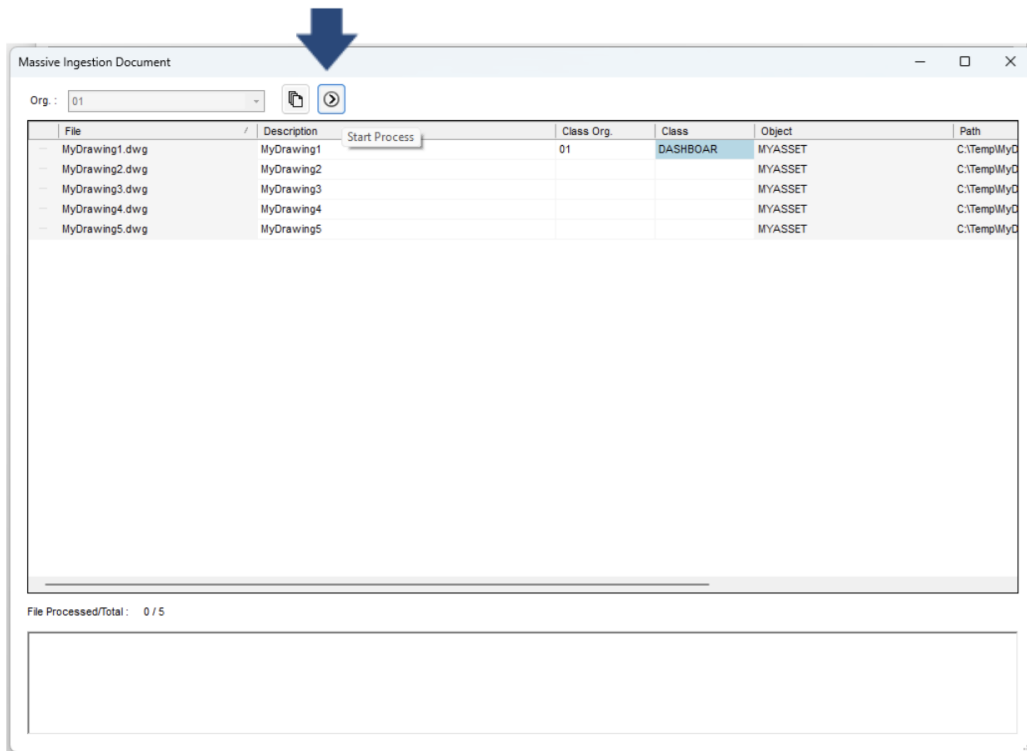 Massive Ingestion Document
Org. : 01
File / Description Class Org. Class Object Path
Start Process
MyDrawing1.dwg MyDrawing1 01 DASHBOAR MYASSET C:\Temp\MyD
MyDrawing2.dwg MyDrawing2 MYASSET C:\Temp\MyD
MyDrawing3.dwg MyDrawing3 MYASSET C:\Temp\MyD
MyDrawing4.dwg MyDrawing4 MYASSET C:\Temp\MyD
MyDrawing5.dwg MyDrawing5 MYASSET C:\Temp\MyD
File Processed/Total : 0 / 5